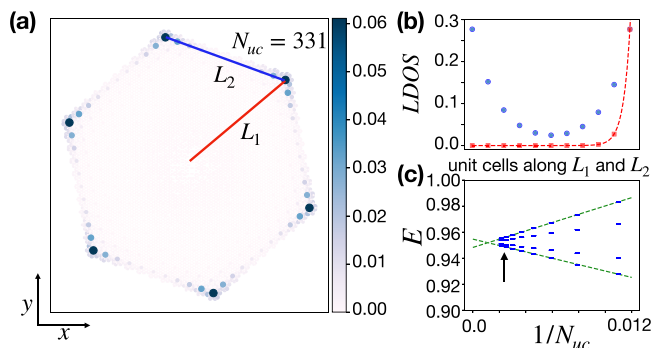 (a)
N_uc = 331
L_2
L_1
y
x
0.06
0.05
0.04
0.03
0.02
0.01
0.00
(b)
LDOS
0.3
0.1
0.0
unit cells along L_1 and L_2
(c)
E
1.00
0.98
0.96
0.94
0.92
0.90
0.0
0.012
1/N_uc